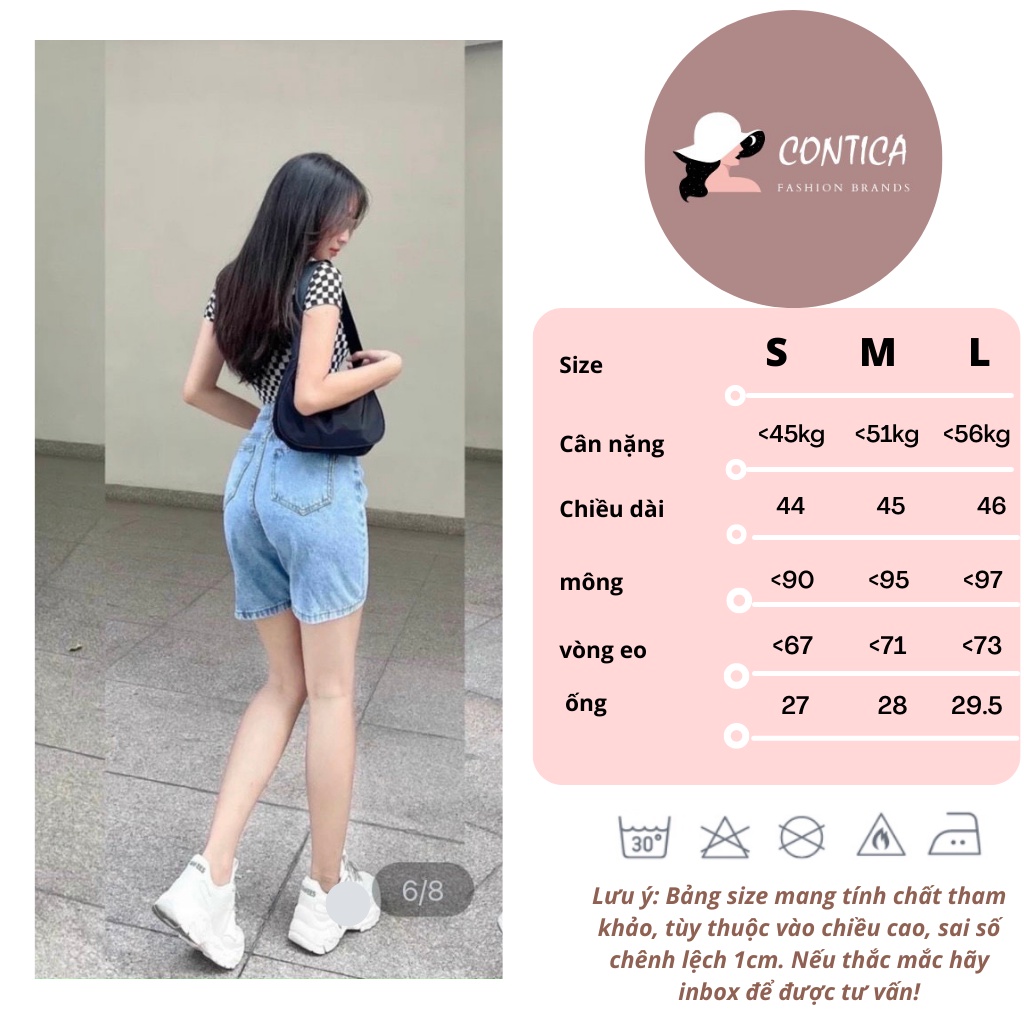 CONTICA
FASHION BRANDS
Size S M L
Cân nặng <45kg <51kg <56kg
Chiều dài 44 45 46
mông <90 <95 <97
vòng eo <67 <71 <73
ống 27 28 29.5
30°
6/8
Lưu ý: Bảng size mang tính chất tham
khảo, tùy thuộc vào chiều cao, sai số
chênh lệch 1cm. Nếu thắc mắc hãy
inbox để được tư vấn!